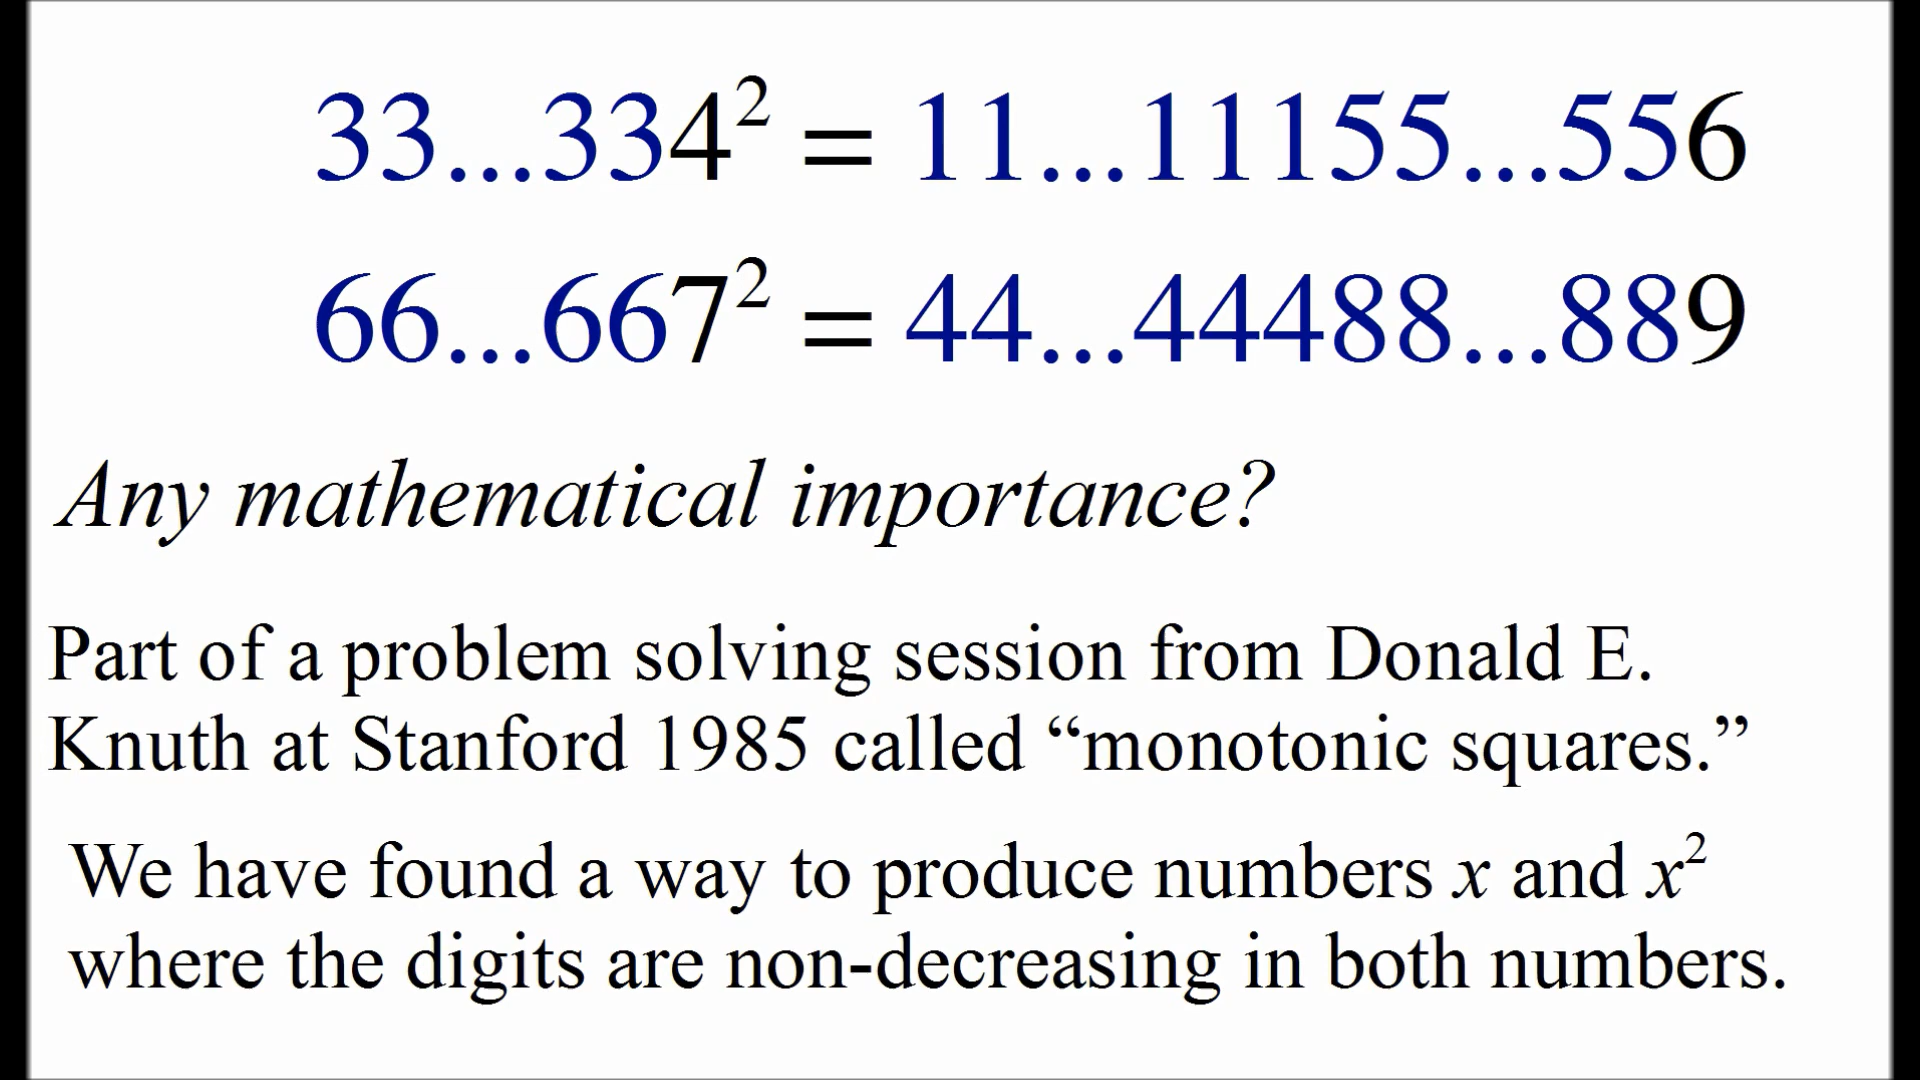 33...334² = 11...11155...556
66...667² = 44...44488...889
Any mathematical importance?
Part of a problem solving session from Donald E.
Knuth at Stanford 1985 called “monotonic squares.”
We have found a way to produce numbers x and x²
where the digits are non-decreasing in both numbers.